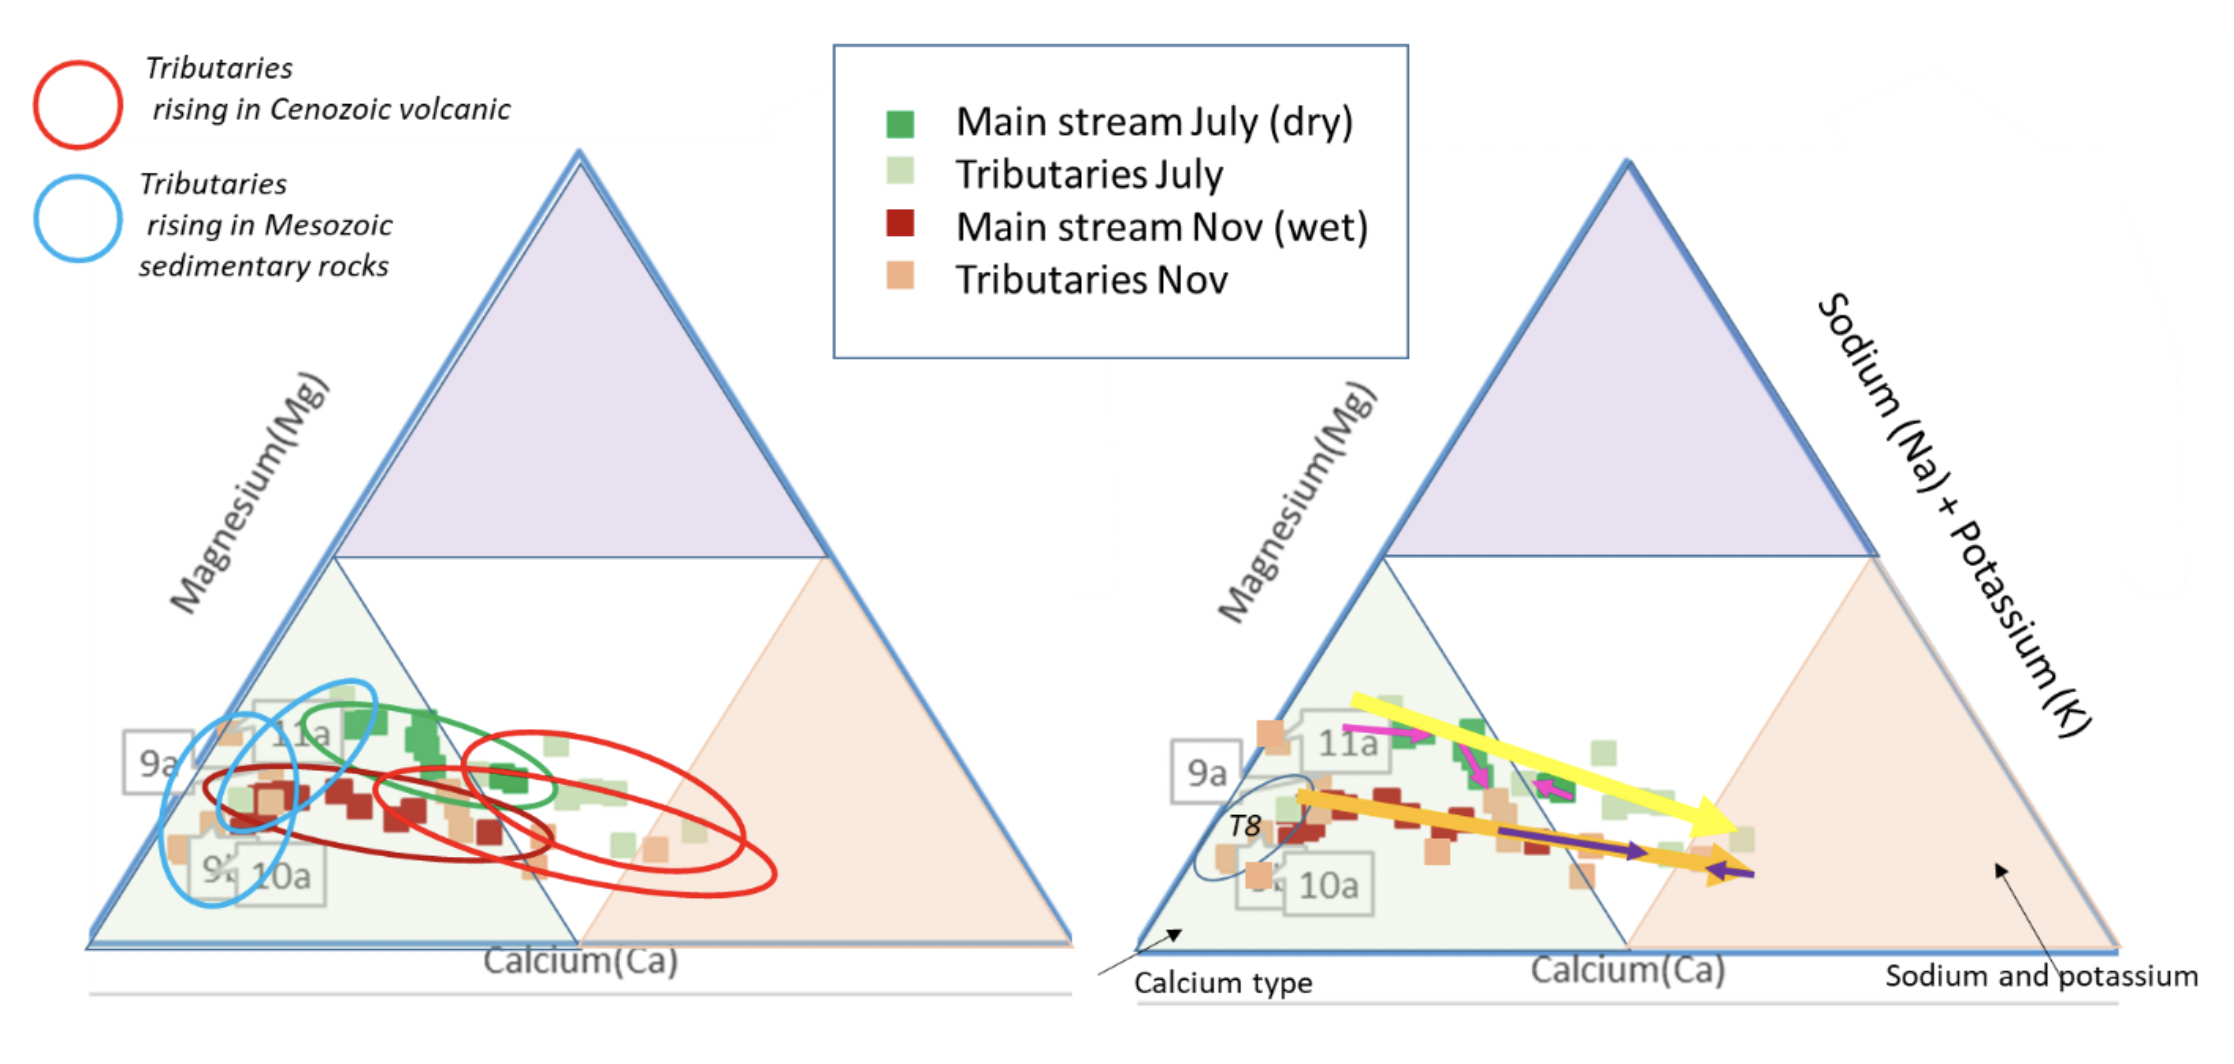 Tributaries
rising in Cenozoic volcanic
Tributaries
rising in Mesozoic
sedimentary rocks
Main stream July (dry)
Tributaries July
Main stream Nov (wet)
Tributaries Nov
Magnesium(Mg)
9a
11a
10a
Calcium(Ca)
Magnesium(Mg)
Sodium (Na) + Potassium(K)
9a
11a
T8
10a
Calcium type
Calcium(Ca)
Sodium and potassium